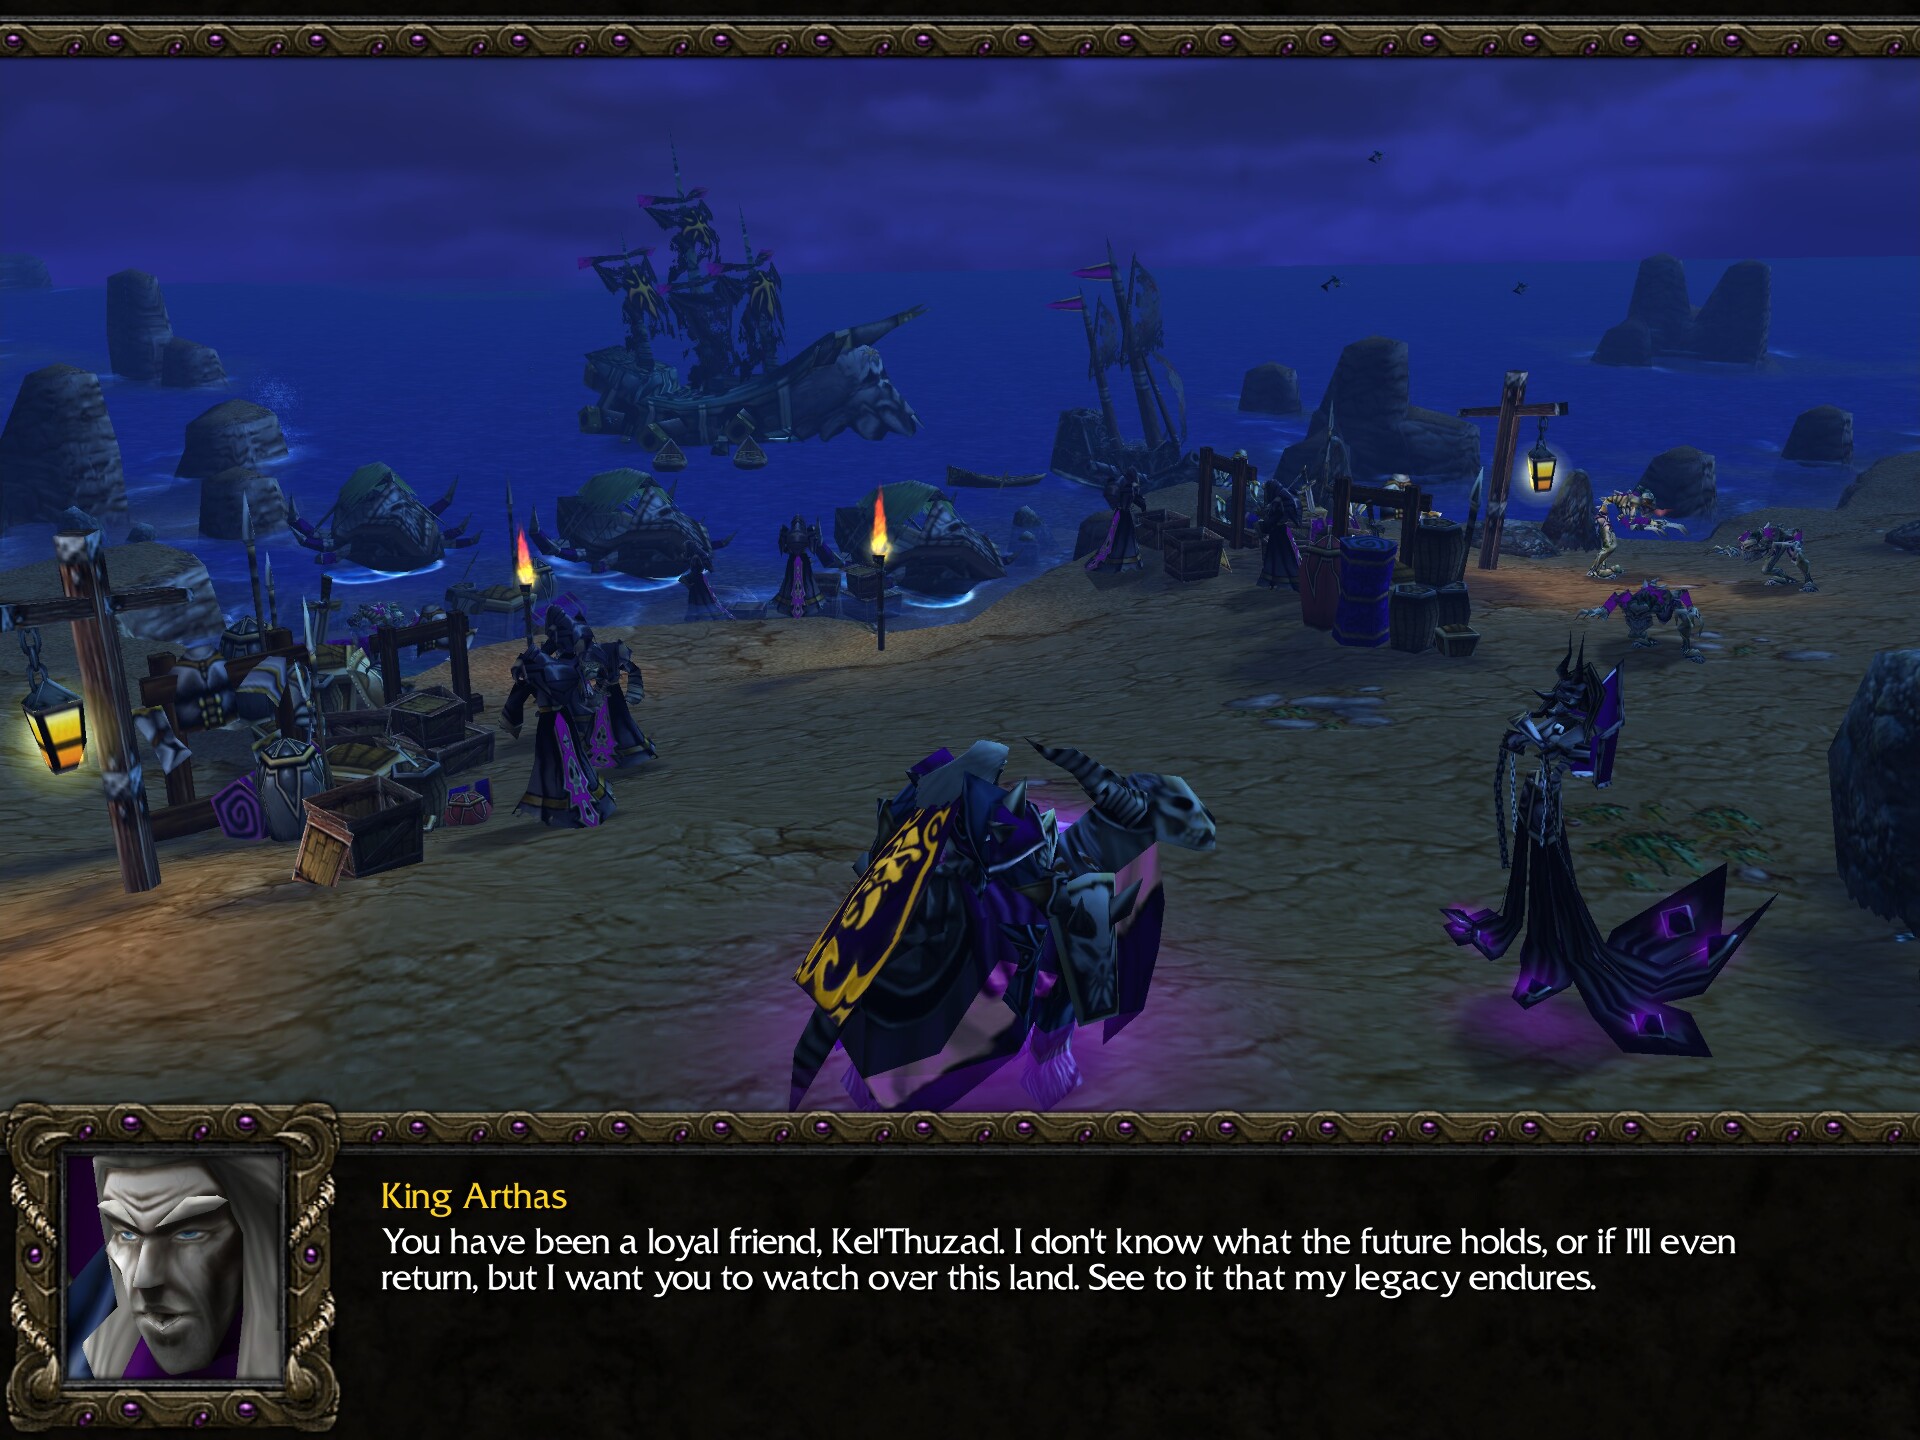 King Arthas
You have been a loyal friend, Kel'Thuzad. I don't know what the future holds, or if I'll even
return, but I want you to watch over this land. See to it that my legacy endures.